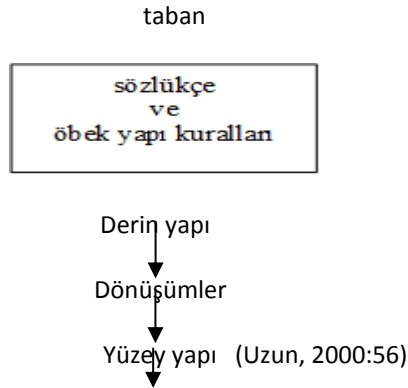 taban
sözlükçe
ve
öbek yapı kuralları
Derin yapı
Dönüşümler
Yüzey yapı (Uzun, 2000:56)